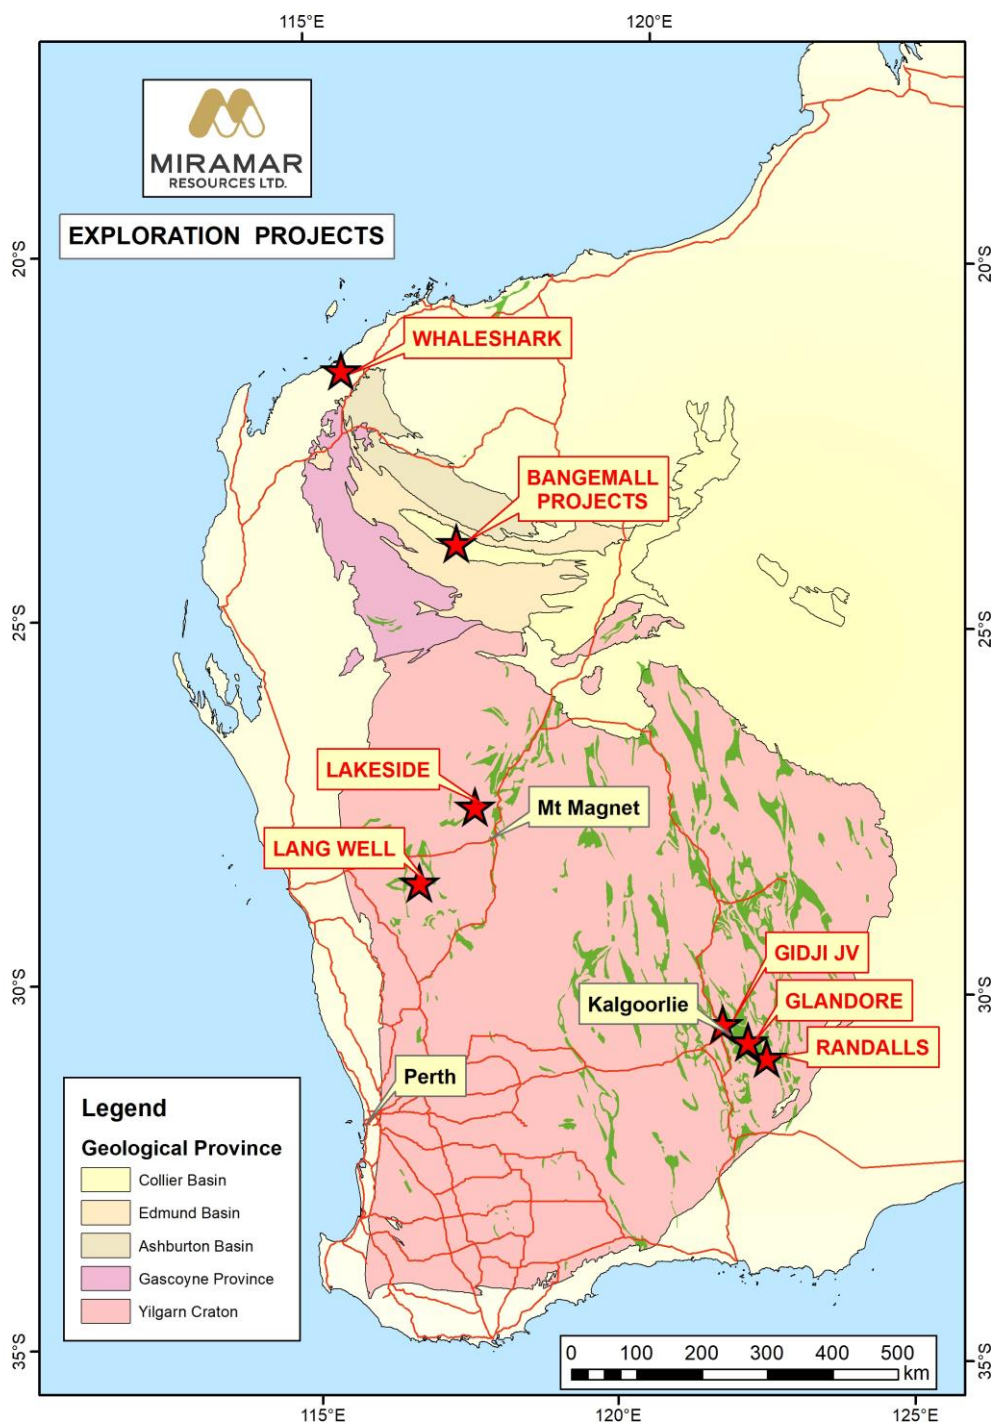 115°E
120°E
MIRAMAR
RESOURCES LTD.
EXPLORATION PROJECTS
20°S
20°S
WHALESHARK
BANGEMALL
PROJECTS
25°S
25°S
LAKESIDE
Mt Magnet
LANG WELL
GIDJI JV
30°S
30°S
Kalgoorlie
GLANDORE
RANDALLS
Perth
Legend
Geological Province
Collier Basin
Edmund Basin
Ashburton Basin
Gascoyne Province
Yilgarn Craton
35°S
35°S
0 100 200 300 400 500
km
115°E
120°E
125°E